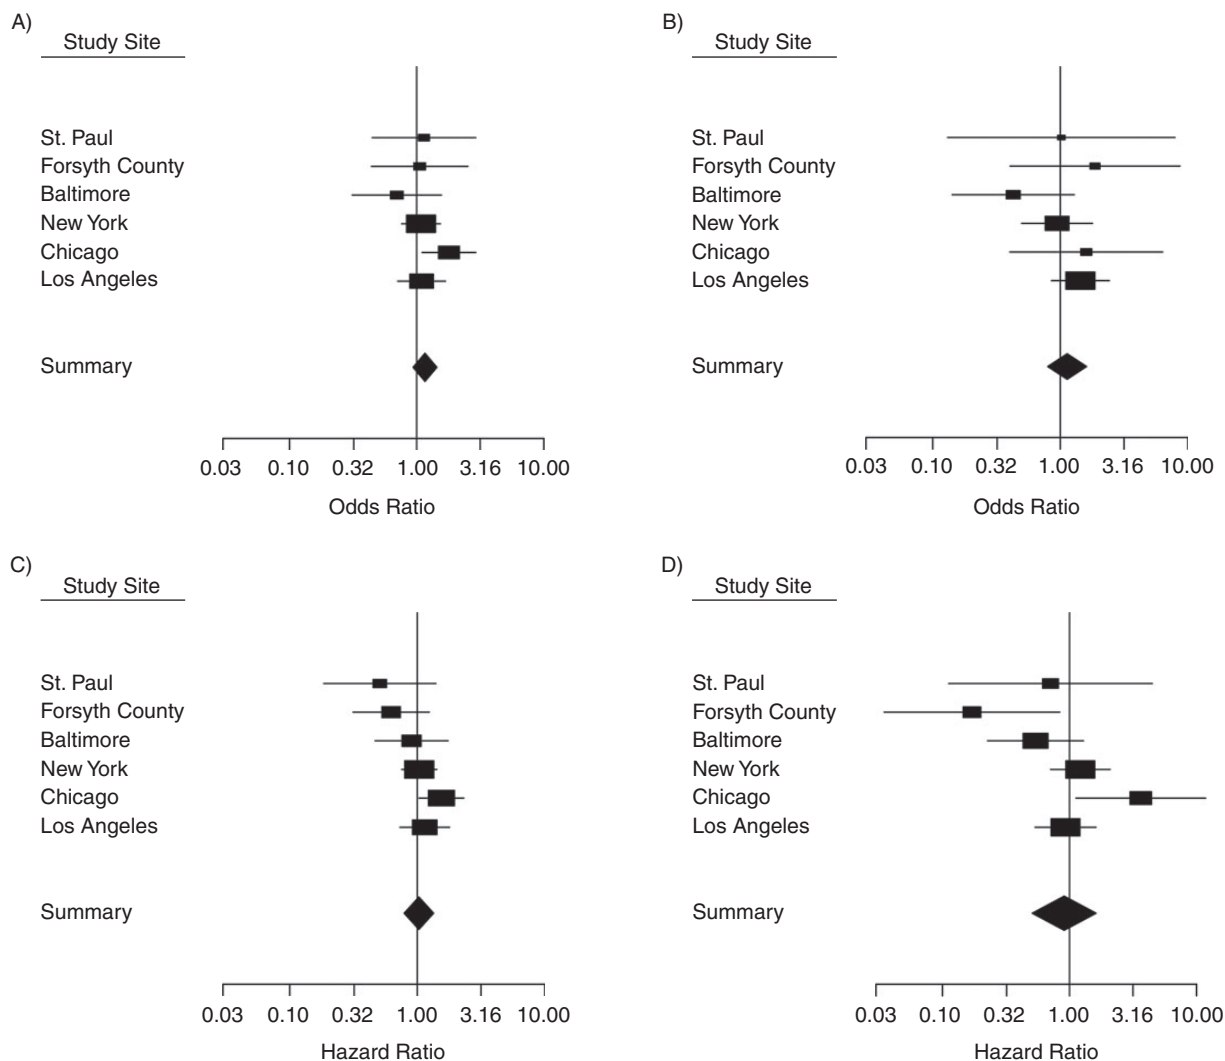 A)
Study Site
St. Paul
Forsyth County
Baltimore
New York
Chicago
Los Angeles
Summary
0.03 0.10 0.32 1.00 3.16 10.00
Odds Ratio
B)
Study Site
St. Paul
Forsyth County
Baltimore
New York
Chicago
Los Angeles
Summary
0.03 0.10 0.32 1.00 3.16 10.00
Odds Ratio
C)
Study Site
St. Paul
Forsyth County
Baltimore
New York
Chicago
Los Angeles
Summary
0.03 0.10 0.32 1.00 3.16 10.00
Hazard Ratio
D)
Study Site
St. Paul
Forsyth County
Baltimore
New York
Chicago
Los Angeles
Summary
0.03 0.10 0.32 1.00 3.16 10.00
Hazard Ratio